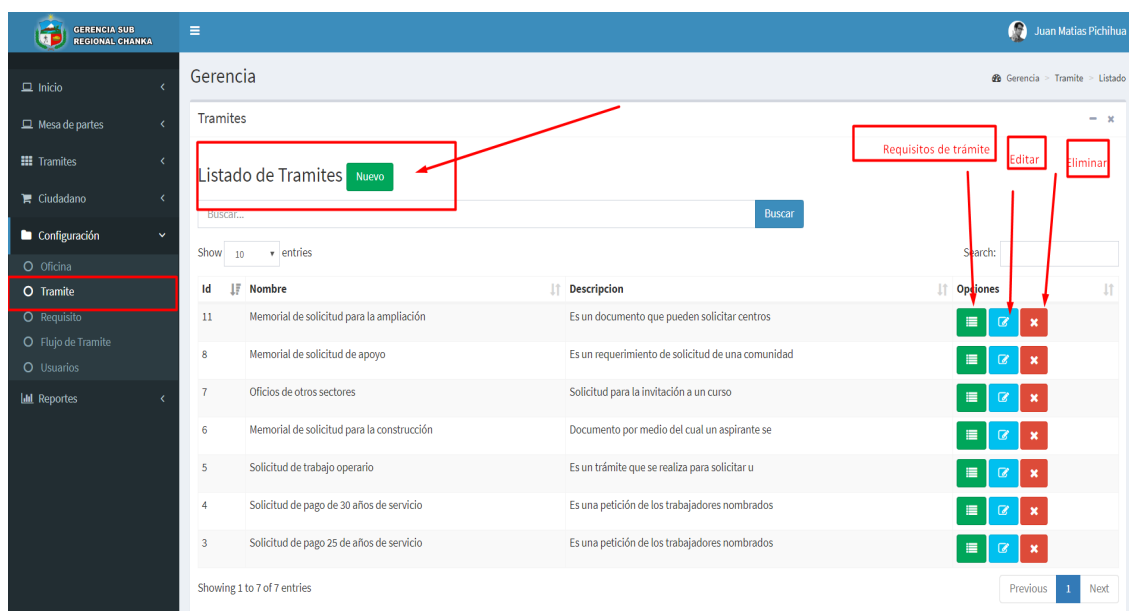 GERENCIA SUB
REGIONAL CHANKA
Juan Matias Pichihua
Inicio
Mesa de partes
Tramites
Ciudadano
Configuración
Oficina
Tramite
Requisito
Flujo de Tramite
Usuarios
Reportes
Gerencia
Gerencia > Tramite > Listado
Tramites
Requisitos de trámite
Editar
Eliminar
Listado de Tramites Nuevo
Buscar... Buscar
Show 10 entries Search:
Id Nombre Descripcion Opciones
11 Memorial de solicitud para la ampliación Es un documento que pueden solicitar centros
8 Memorial de solicitud de apoyo Es un requerimiento de solicitud de una comunidad
7 Oficios de otros sectores Solicitud para la invitación a un curso
6 Memorial de solicitud para la construcción Documento por medio del cual un aspirante se
5 Solicitud de trabajo operario Es un trámite que se realiza para solicitar u
4 Solicitud de pago de 30 años de servicio Es una petición de los trabajadores nombrados
3 Solicitud de pago 25 de años de servicio Es una petición de los trabajadores nombrados
Showing 1 to 7 of 7 entries Previous 1 Next